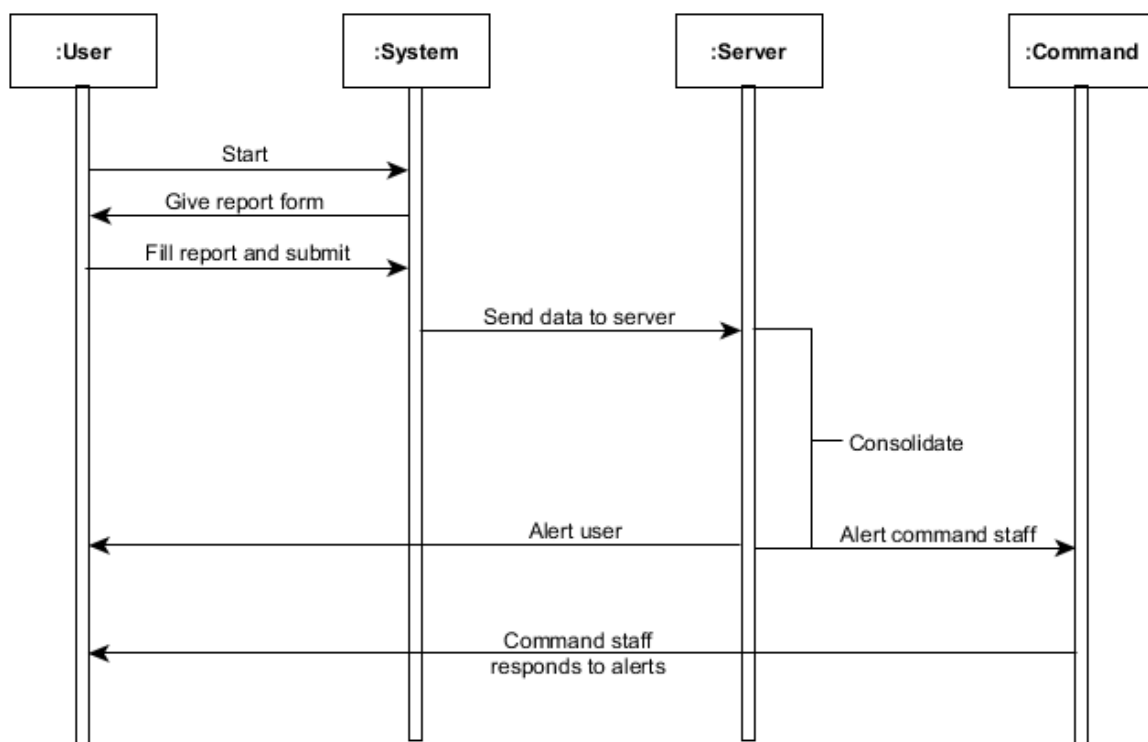 :User
:System
:Server
:Command
Start
Give report form
Fill report and submit
Send data to server
Consolidate
Alert user
Alert command staff
Command staff
responds to alerts